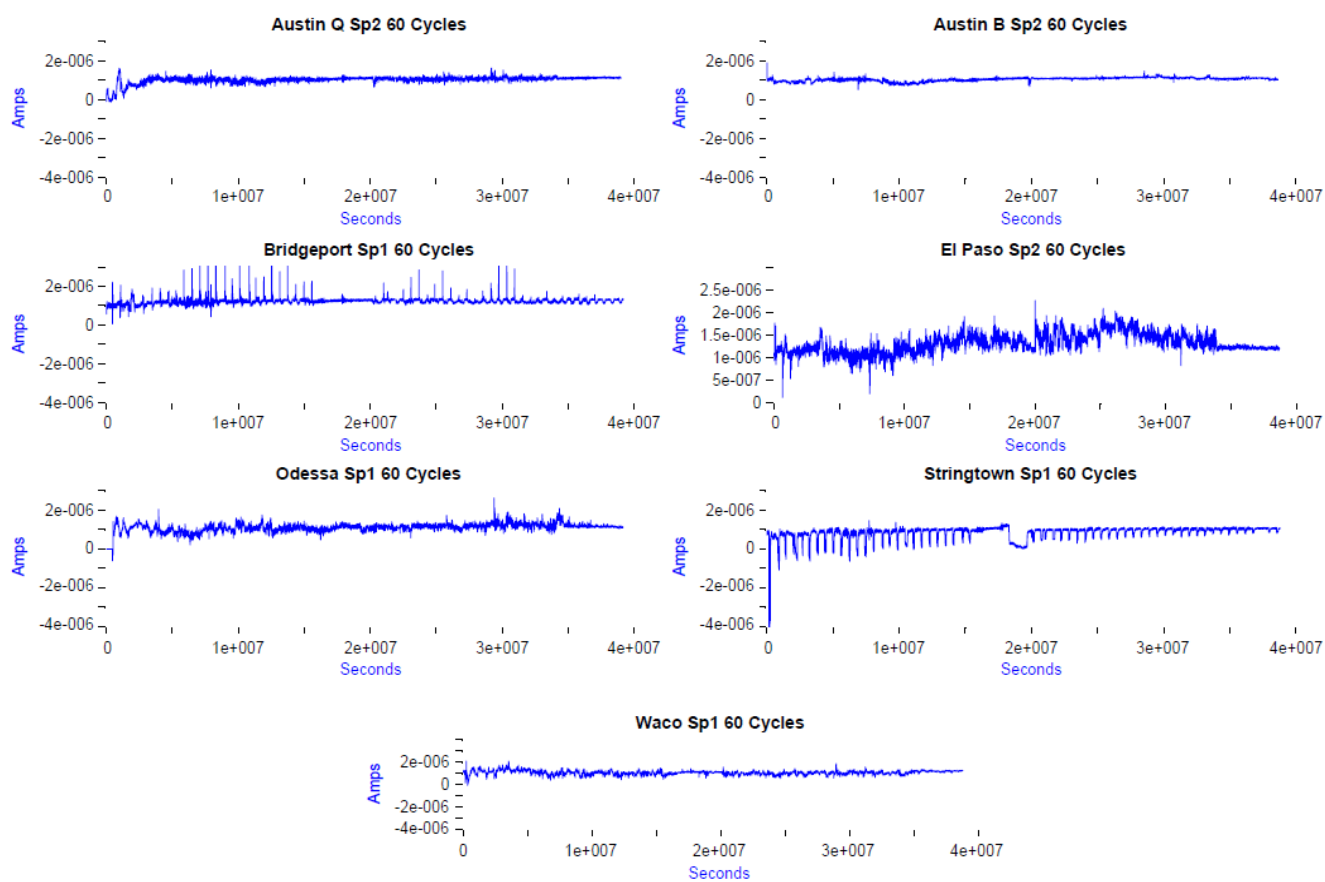 Austin Q Sp2 60 Cycles
2e-006
0
-2e-006
-4e-006
Amps
0 1e+007 2e+007 3e+007 4e+007
Seconds
Austin B Sp2 60 Cycles
2e-006
0
-2e-006
-4e-006
Amps
0 1e+007 2e+007 3e+007 4e+007
Seconds
Bridgeport Sp1 60 Cycles
2e-006
0
-2e-006
-4e-006
Amps
0 1e+007 2e+007 3e+007 4e+007
Seconds
El Paso Sp2 60 Cycles
2.5e-006
2e-006
1.5e-006
1e-006
5e-007
0
Amps
0 1e+007 2e+007 3e+007 4e+007
Seconds
Odessa Sp1 60 Cycles
2e-006
0
-2e-006
-4e-006
Amps
0 1e+007 2e+007 3e+007 4e+007
Seconds
Stringtown Sp1 60 Cycles
2e-006
0
-2e-006
-4e-006
Amps
0 1e+007 2e+007 3e+007 4e+007
Seconds
Waco Sp1 60 Cycles
2e-006
0
-2e-006
-4e-006
Amps
0 1e+007 2e+007 3e+007 4e+007
Seconds